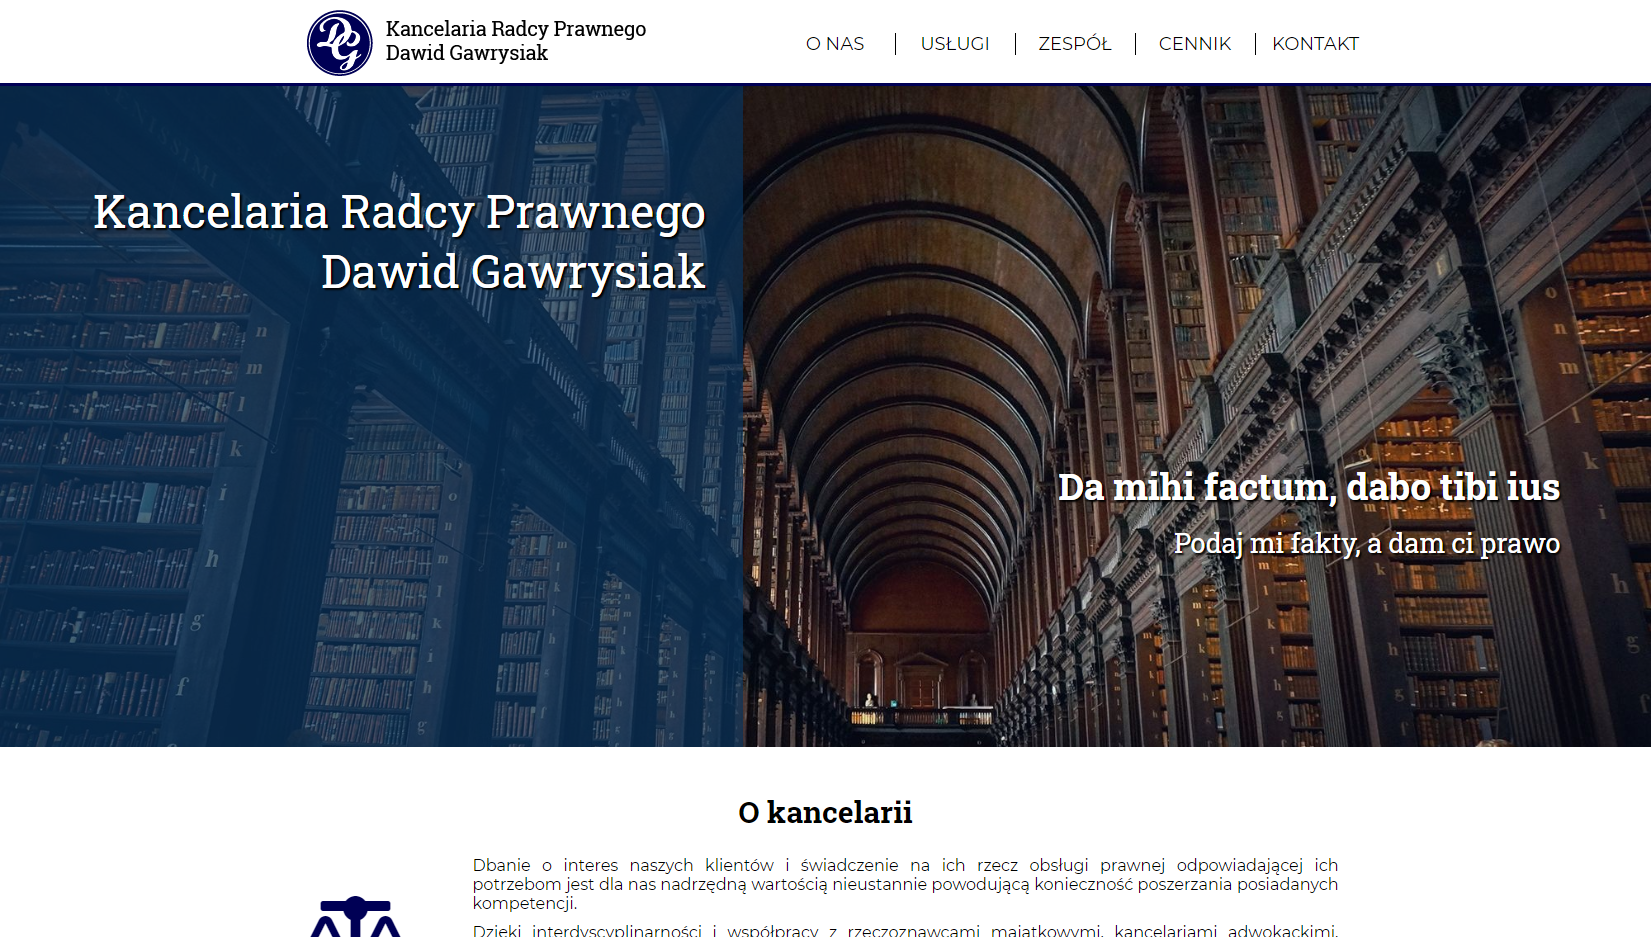 Kancelaria Radcy Prawnego
Dawid Gawrysiak
O NAS
USŁUGI
ZESPÓŁ
CENNIK
KONTAKT
Kancelaria Radcy Prawnego
Dawid Gawrysiak
Da mihi factum, dabo tibi ius
Podaj mi fakty, a dam ci prawo
O kancelarii
Dbanie o interes naszych klientów i świadczenie na ich rzecz obsługi prawnej odpowiadającej ich
potrzebom jest dla nas nadrzędną wartością nieustannie powodującą konieczność poszerzania posiadanych
kompetencji.
Dzięki interdyscyplinarności i współpracy z rzeczoznawcami majątkowymi, kancelariami adwokackimi,